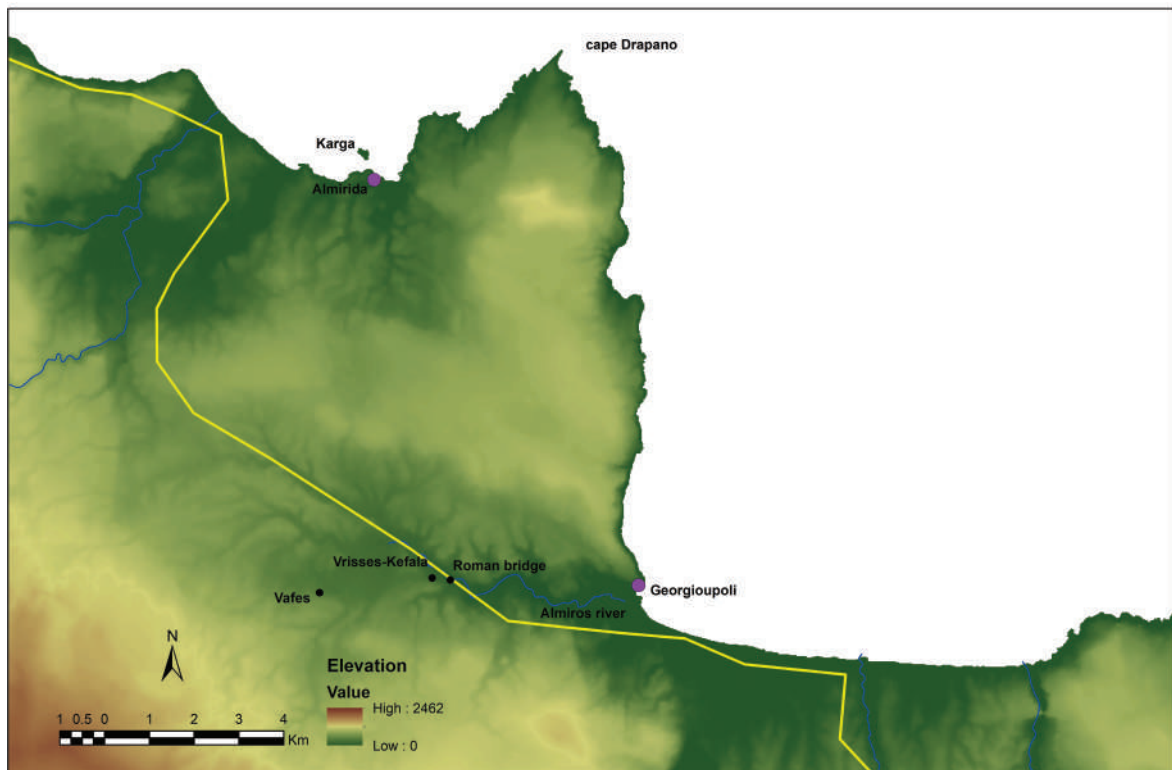 cape Drapano
Karga
Almirida
Vrisses-Kefala
Roman bridge
Vafes
Georgioupoli
Almiros river
N
Elevation
Value
High : 2462
Low : 0
1 0.5 0 1 2 3 4
Km